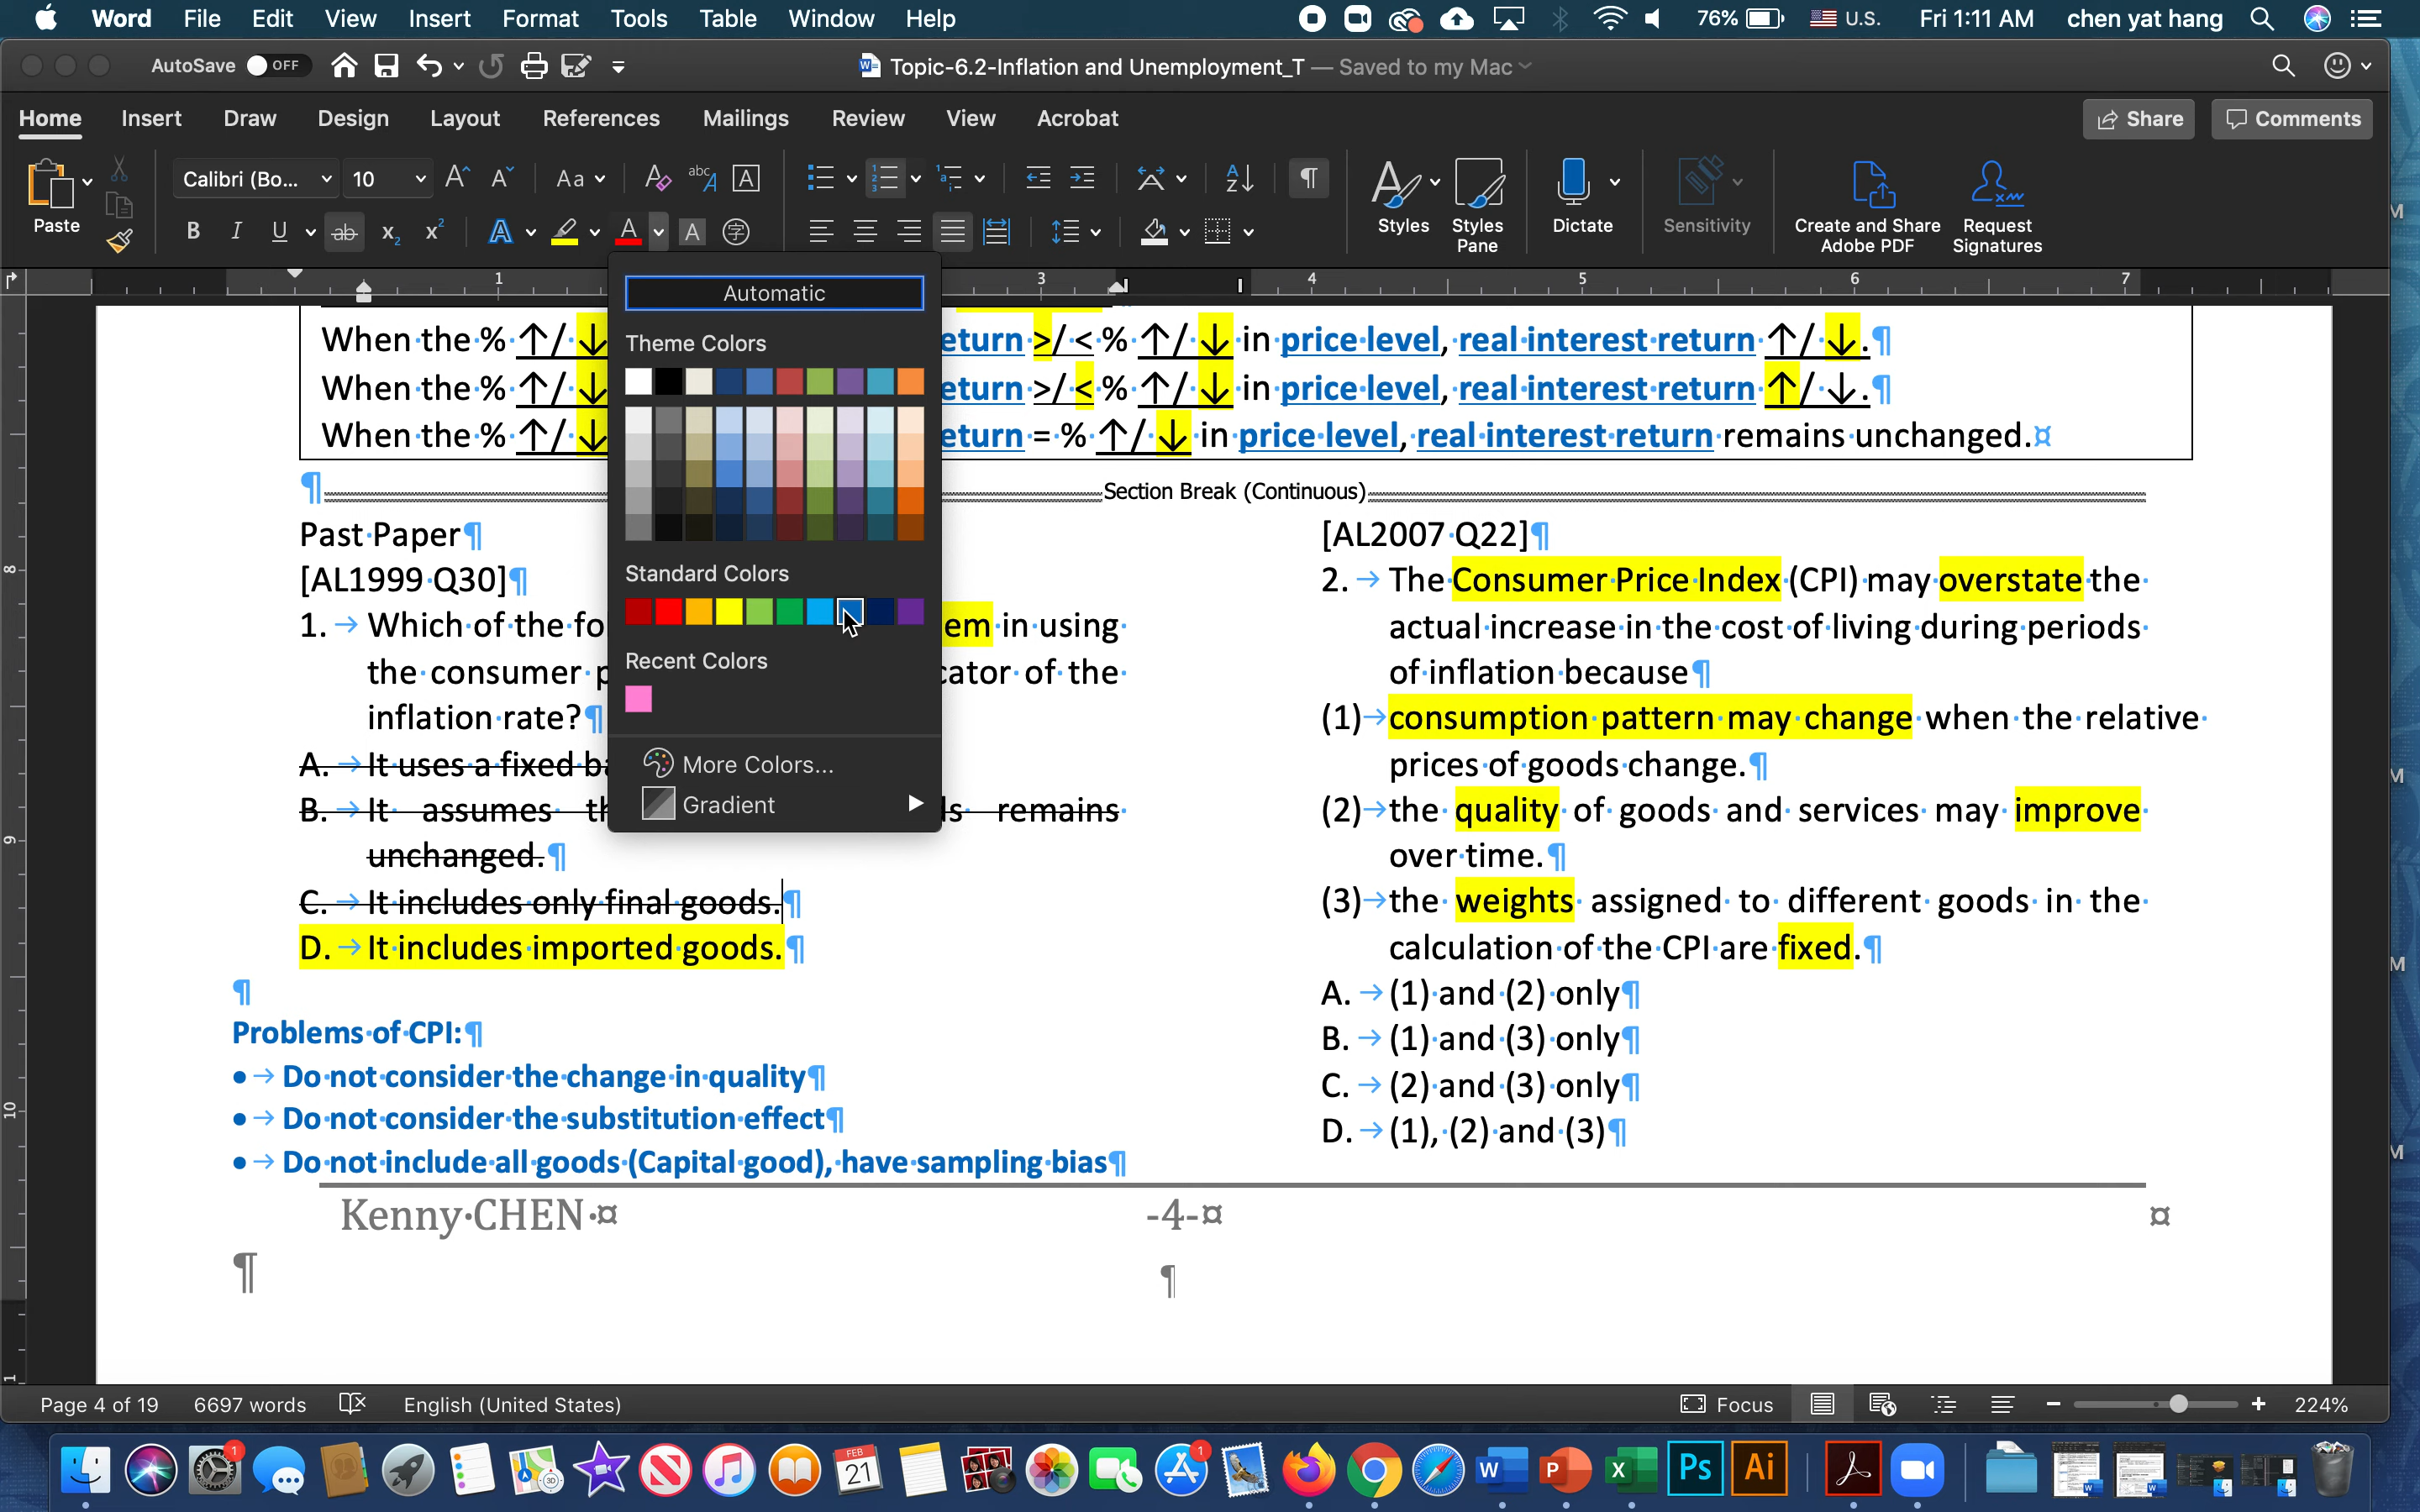 Word File Edit View Insert Format Tools Table Window Help 76% U.S. Fri 1:11 AM chen yat hang
AutoSave OFF Topic-6.2-Inflation and Unemployment_T — Saved to my Mac
Home Insert Draw Design Layout References Mailings Review View Acrobat Share Comments
Calibri (Bo... 10 Aa
Paste
Styles Styles Pane Dictate Sensitivity Create and Share Adobe PDF Request Signatures
1 3 4 5 6 7
Automatic
Theme Colors
Standard Colors
Recent Colors
More Colors...
Gradient
When the % ↑/ ↓ eturn >/ < % ↑/ ↓ in price level, real interest return ↑/ ↓.¶
When the % ↑/ ↓ eturn >/ < % ↑/ ↓ in price level, real interest return ↑/ ↓.¶
When the % ↑/ ↓ eturn = % ↑/ ↓ in price level, real interest return remains unchanged.¤
¶ Section Break (Continuous)
Past Paper¶
[AL1999 Q30]¶
1. → Which of the fo em in using
the consumer p cator of the
inflation rate?¶
A. → It uses a fixed ba
B. → It assumes th ls remains
unchanged.¶
C. → It includes only final goods.¶
D. → It includes imported goods.¶
¶
Problems of CPI:¶
• → Do not consider the change in quality¶
• → Do not consider the substitution effect¶
• → Do not include all goods (Capital good), have sampling bias¶
[AL2007 Q22]¶
2. → The Consumer Price Index (CPI) may overstate the
actual increase in the cost of living during periods
of inflation because¶
(1)→consumption pattern may change when the relative
prices of goods change.¶
(2)→the quality of goods and services may improve
over time.¶
(3)→the weights assigned to different goods in the
calculation of the CPI are fixed.¶
A. → (1) and (2) only¶
B. → (1) and (3) only¶
C. → (2) and (3) only¶
D. → (1), (2) and (3)¶
Kenny CHEN ¤ -4-¤ ¤
¶ ¶
Page 4 of 19 6697 words English (United States) Focus 224%
FEB 21